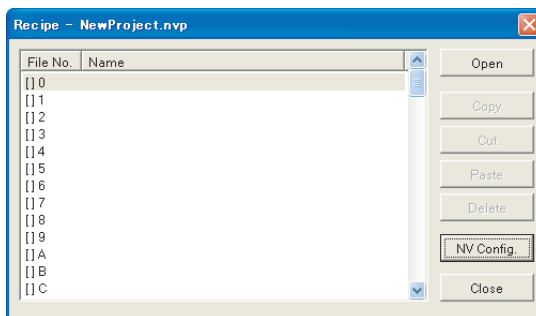 Recipe - NewProject.nvp
File No. Name
[] 0
[] 1
[] 2
[] 3
[] 4
[] 5
[] 6
[] 7
[] 8
[] 9
[] A
[] B
[] C
Open
Copy
Cut
Paste
Delete
NV Config.
Close